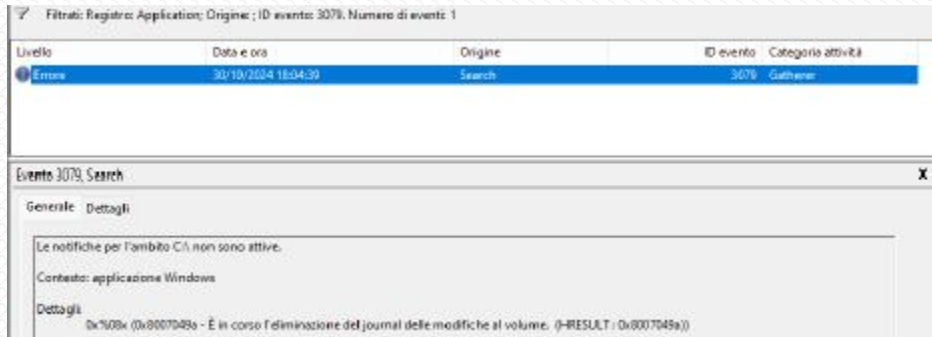 Filtrati: Registro: Application; Origine: ; ID evento: 3079. Numero di eventi: 1
Livello Data e ora Origine ID evento Categoria attività
Errore 30/10/2024 18:04:39 Search 3079 Gatherer
Evento 3079, Search X
Generale Dettagli
Le notifiche per l'ambito C:\ non sono attive.
Contesto: applicazione Windows
Dettagli
0x%08x (0x8007049a - È in corso l'eliminazione del journal delle modifiche al volume. (HRESULT : 0x8007049a))